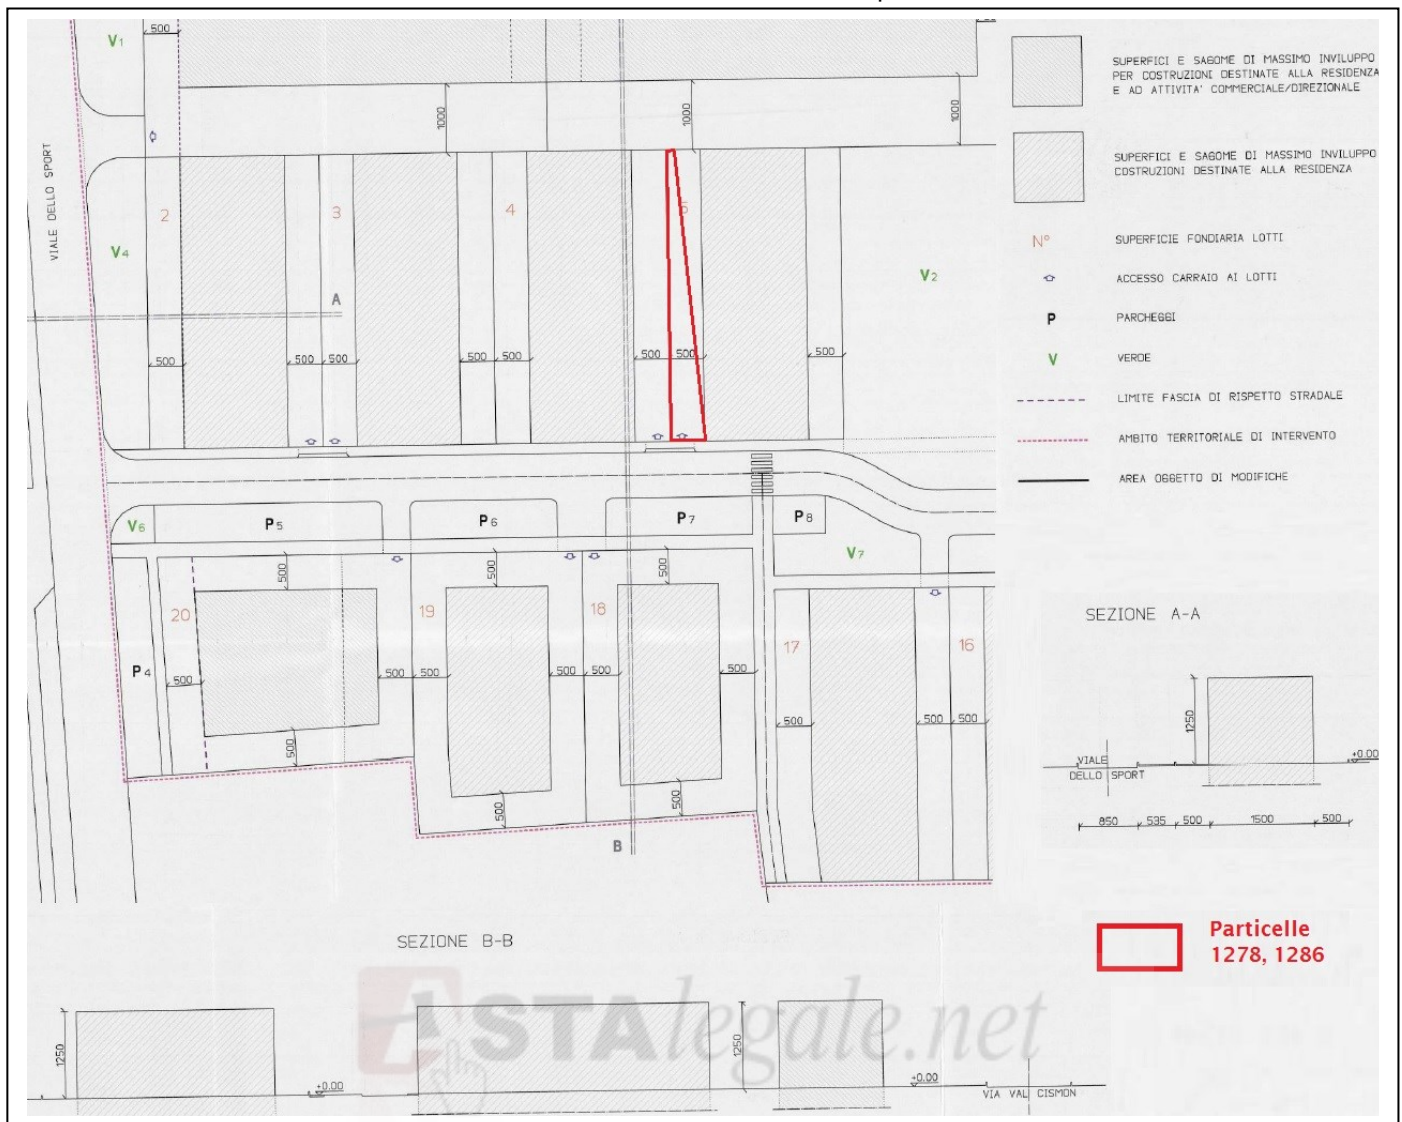 500
V1
SUPERFICI E SAGOME DI MASSIMO INVILUPPO
PER COSTRUZIONI DESTINATE ALLA RESIDENZA
E AD ATTIVITA' COMMERCIALE/DIREZIONALE
1000
1000
1000
SUPERFICI E SAGOME DI MASSIMO INVILUPPO
COSTRUZIONI DESTINATE ALLA RESIDENZA
VIALE DELLO SPORT
2
3
4
5
V4
V2
N° SUPERFICIE FONDIARIA LOTTI
ACCESSO CARRAIO AI LOTTI
A
P PARCHEGGI
V VERDE
500
500
500
500
500
500
500
500
LIMITE FASCIA DI RISPETTO STRADALE
AMBITO TERRITORIALE DI INTERVENTO
AREA OGGETTO DI MODIFICHE
V6
P5
P6
P7
P8
V7
500
500
500
20
19
18
17
16
SEZIONE A-A
P4
500
500
500
500
500
500
500
500
500
1250
500
500
500
VIALE
DELLO SPORT
+0.00
850
535
500
1500
500
B
SEZIONE B-B
Particelle
1278, 1286
ASTAlegale.net
1250
1250
+0.00
+0.00
VIA VAL CISMON